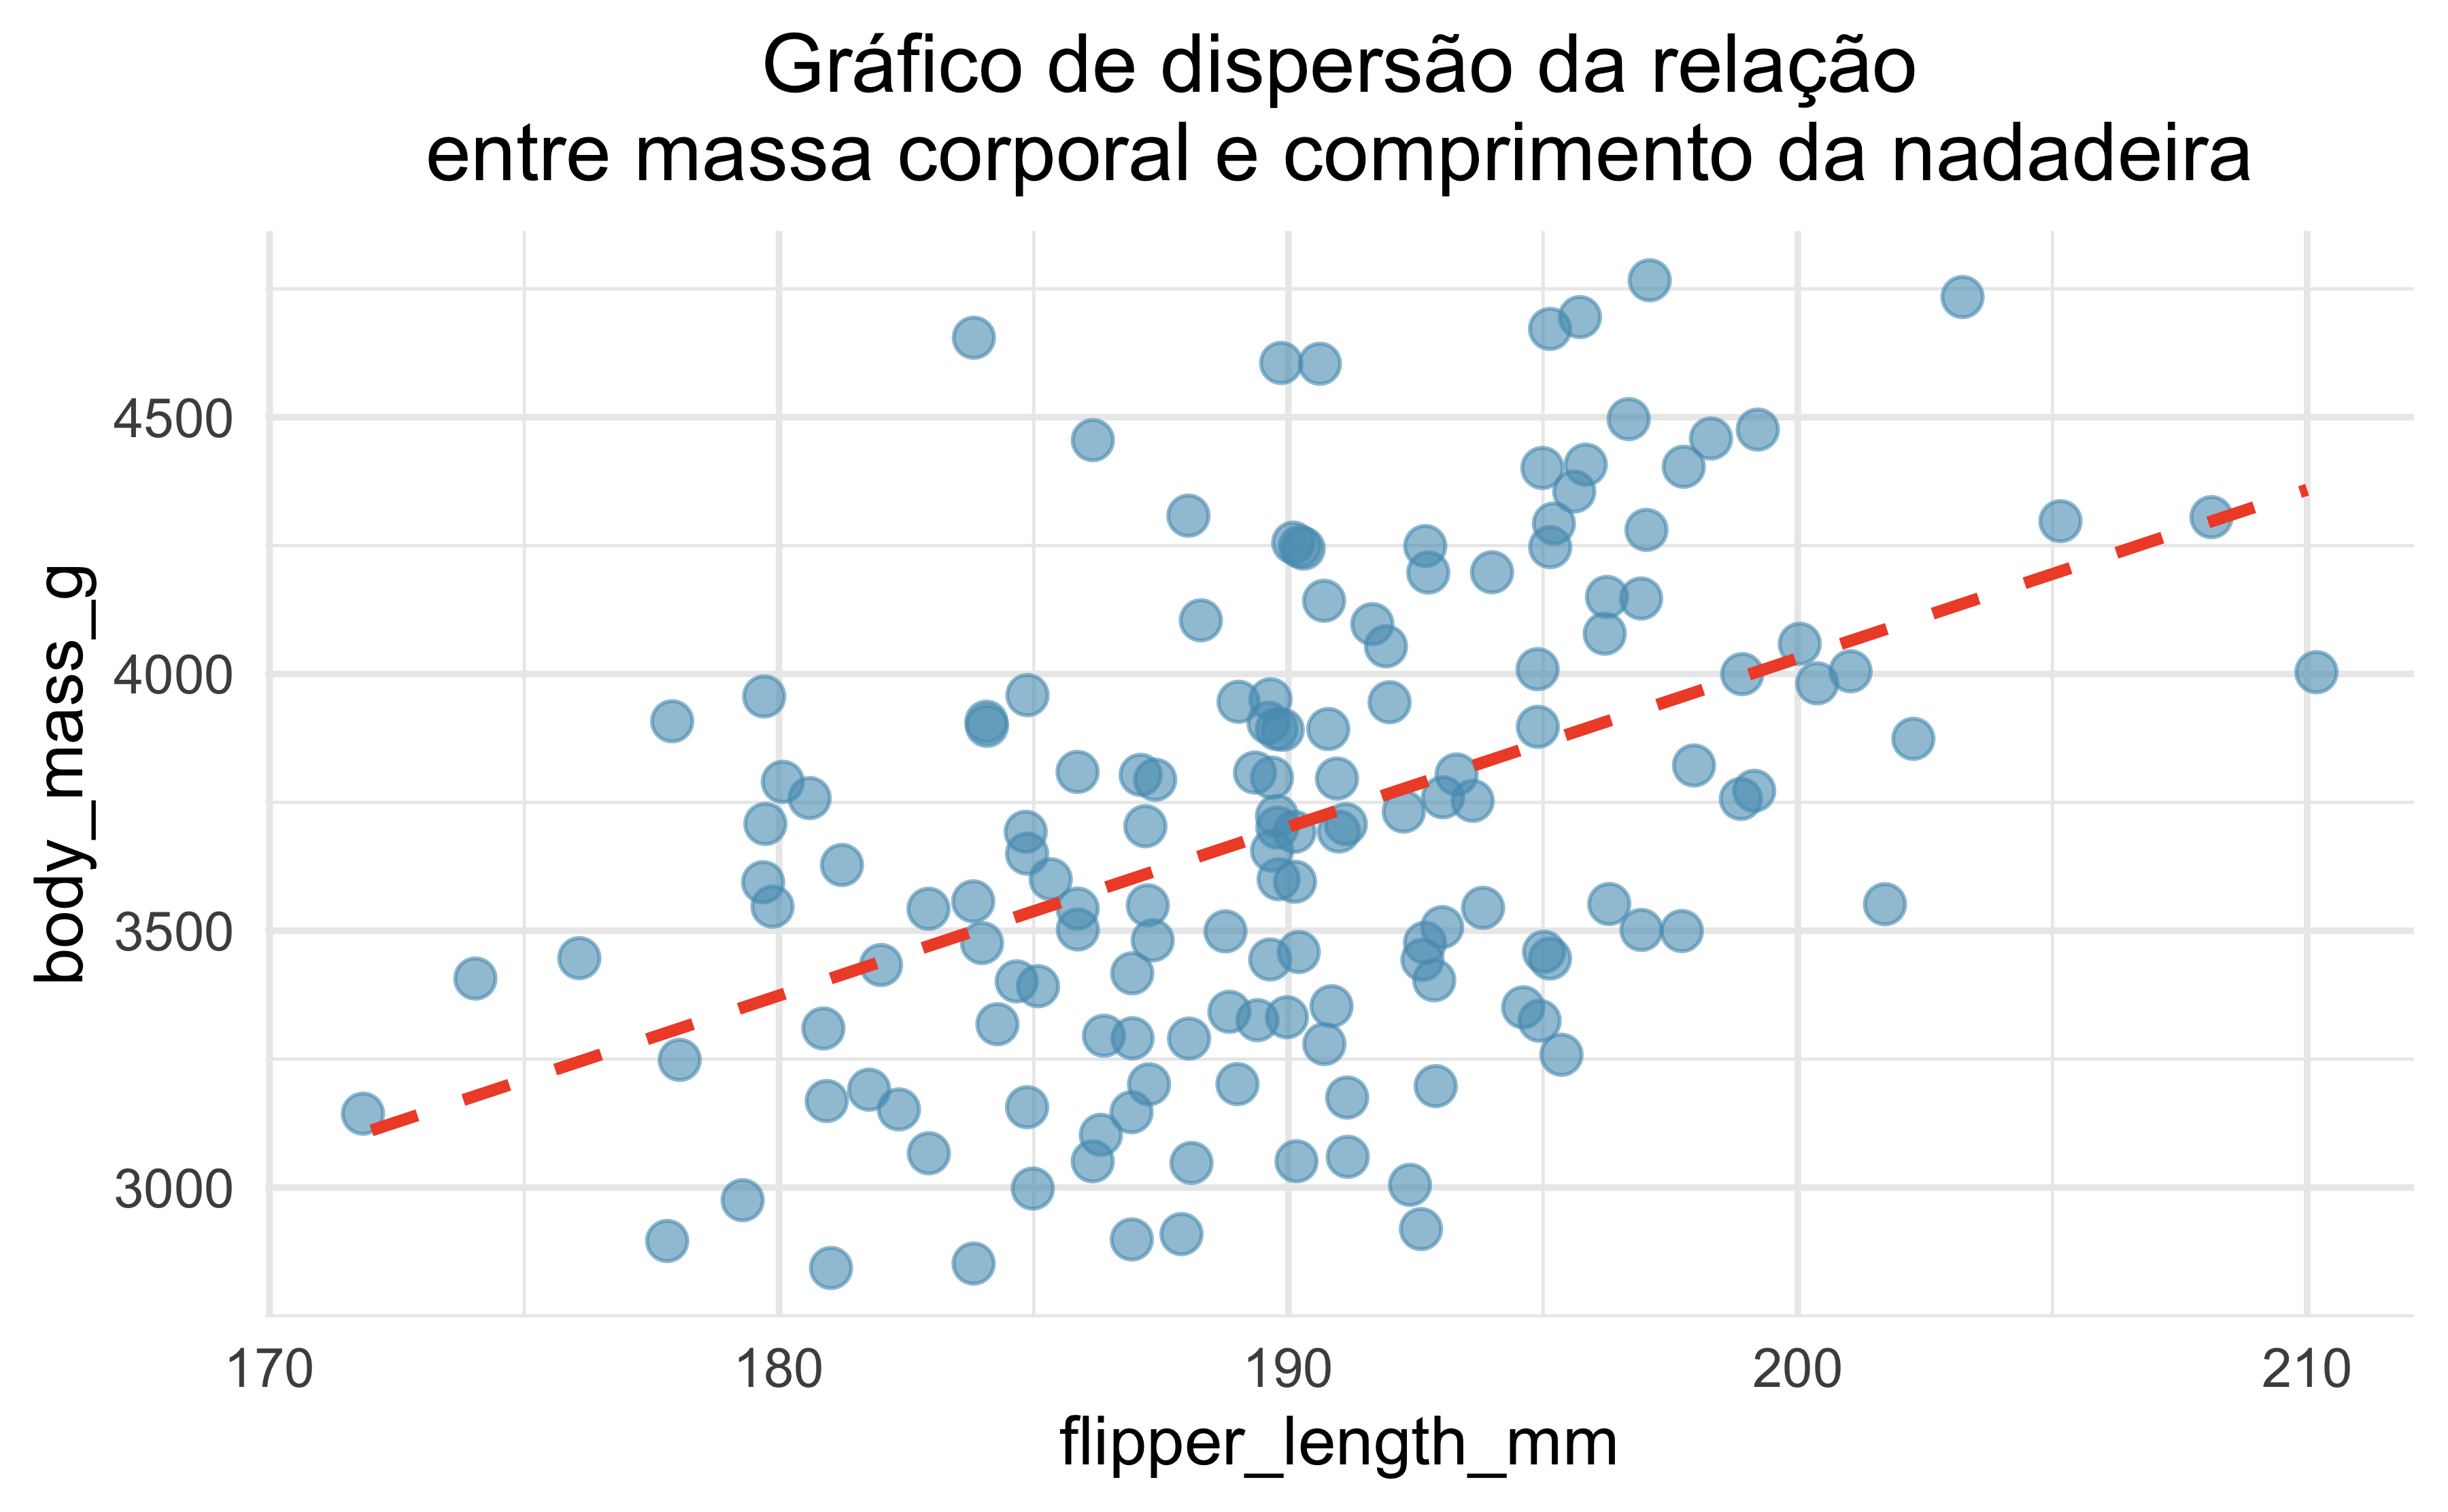 Gráfico de dispersão da relação
entre massa corporal e comprimento da nadadeira
body_mass_g
4500
4000
3500
3000
170 180 190 200 210
flipper_length_mm